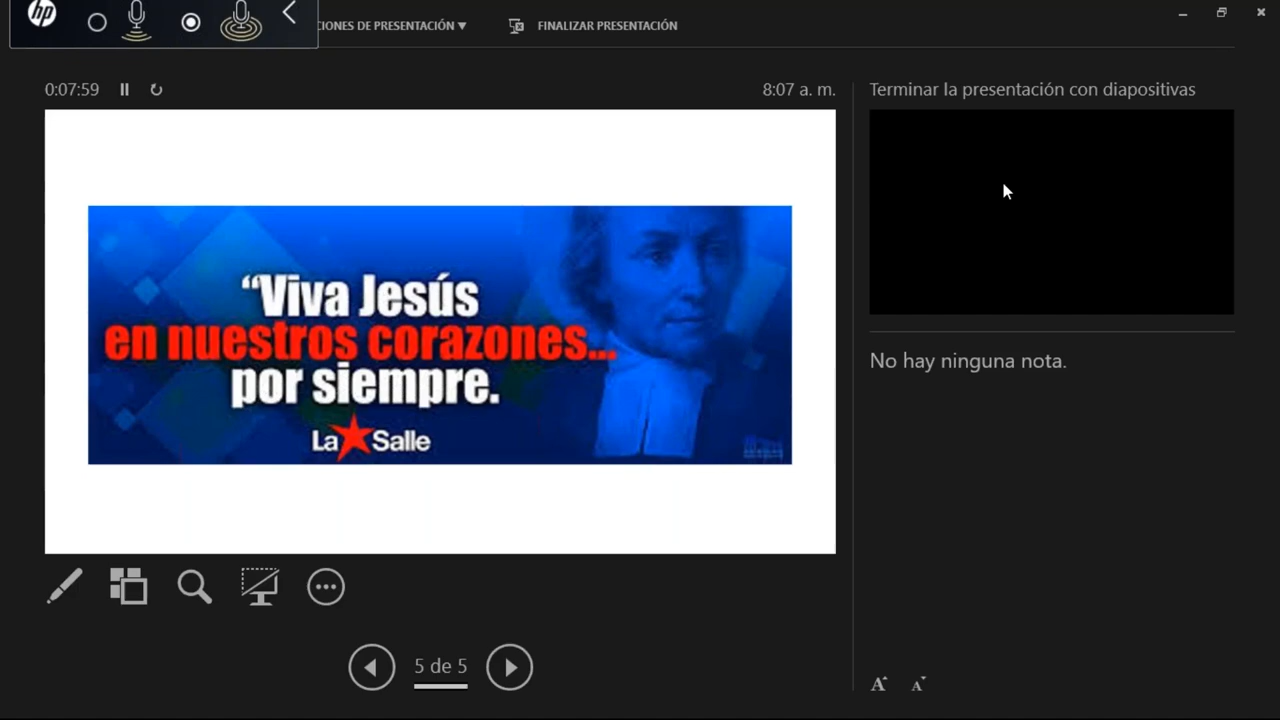 hp
CIONES DE PRESENTACIÓN ▼
FINALIZAR PRESENTACIÓN
0:07:59
8:07 a. m.
Terminar la presentación con diapositivas
“Viva Jesús
en nuestros corazones...
por siempre.
La Salle
No hay ninguna nota.
5 de 5
A A